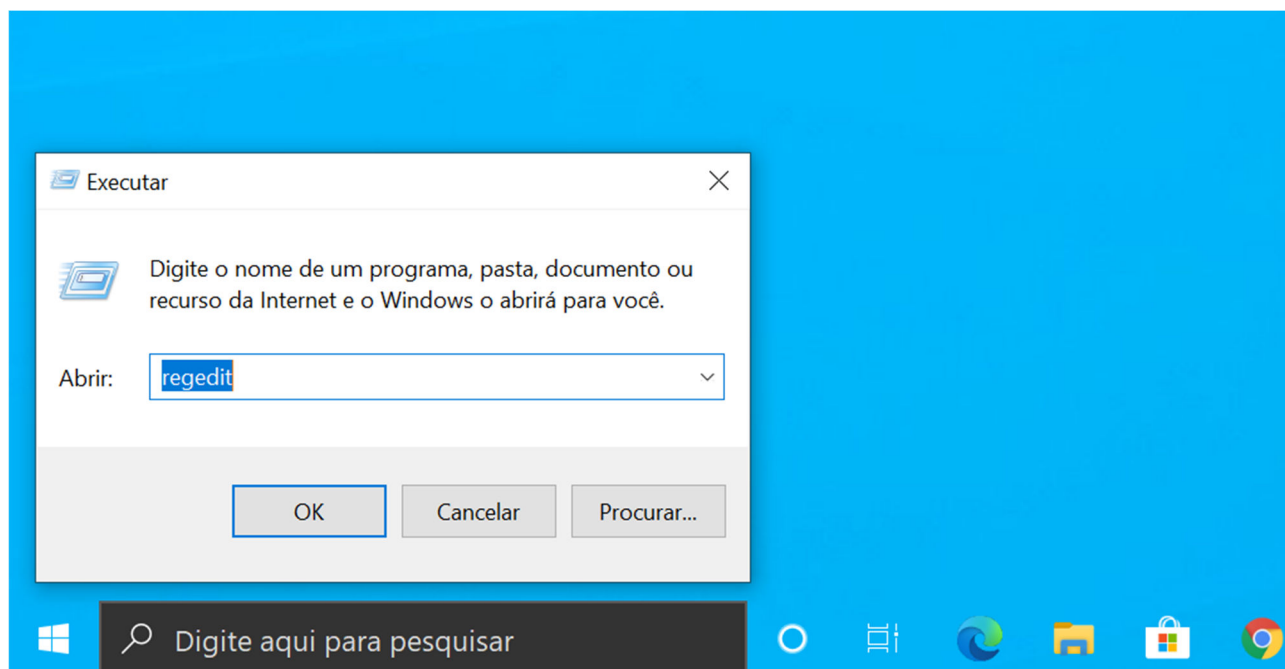 Executar
Digite o nome de um programa, pasta, documento ou
recurso da Internet e o Windows o abrirá para você.
Abrir: regedit
OK Cancelar Procurar...
Digite aqui para pesquisar